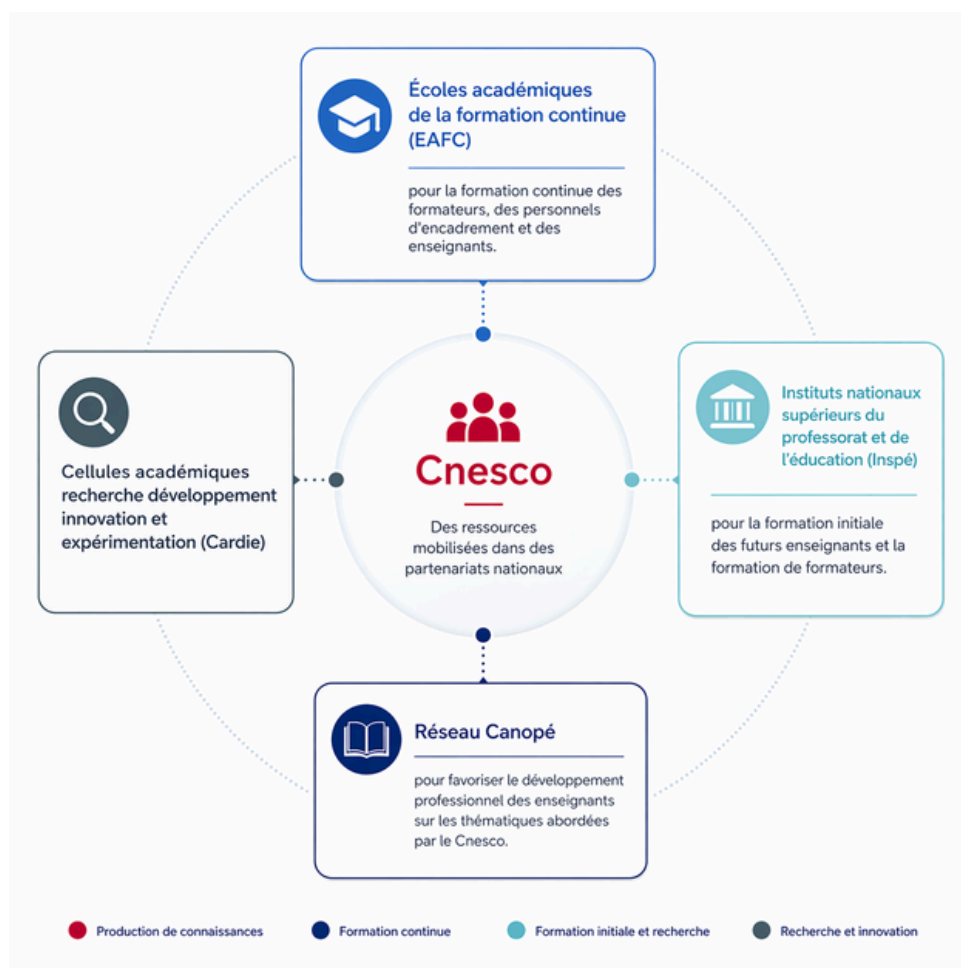 Écoles académiques
de la formation continue
(EAFC)
pour la formation continue des
formateurs, des personnels
d'encadrement et des
enseignants.
Cellules académiques
recherche développement
innovation et
expérimentation (Cardie)
Cnesco
Des ressources
mobilisées dans des
partenariats nationaux
Instituts nationaux
supérieurs du
professorat et de
l'éducation (Inspé)
pour la formation initiale
des futurs enseignants et la
formation de formateurs.
Réseau Canopé
pour favoriser le développement
professionnel des enseignants
sur les thématiques abordées
par le Cnesco.
Production de connaissances
Formation continue
Formation initiale et recherche
Recherche et innovation